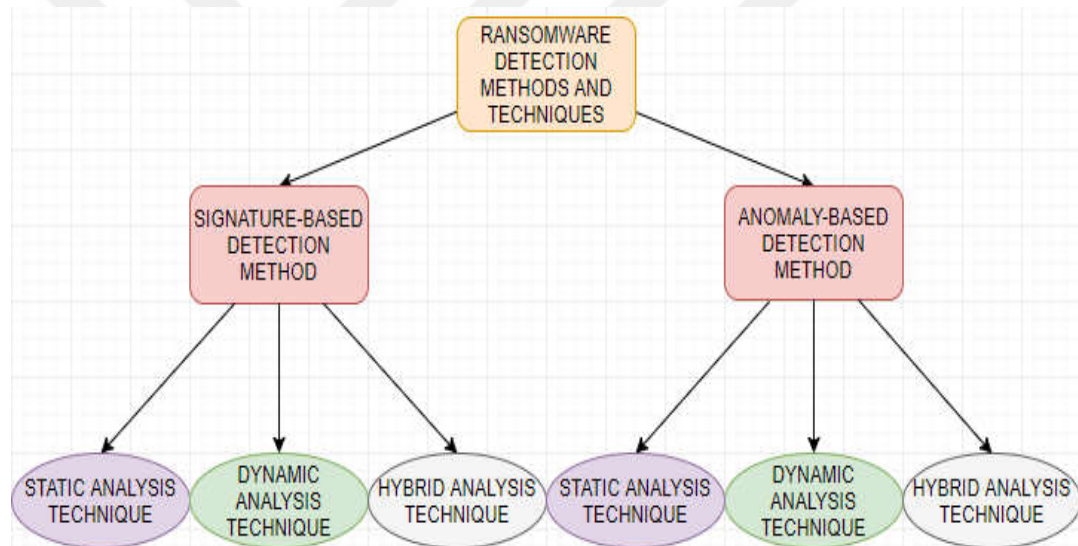 RANSOMWARE
DETECTION
METHODS AND
TECHNIQUES
SIGNATURE-BASED
DETECTION
METHOD
ANOMALY-BASED
DETECTION
METHOD
STATIC ANALYSIS
TECHNIQUE
DYNAMIC
ANALYSIS
TECHNIQUE
HYBRID ANALYSIS
TECHNIQUE
STATIC ANALYSIS
TECHNIQUE
DYNAMIC
ANALYSIS
TECHNIQUE
HYBRID ANALYSIS
TECHNIQUE